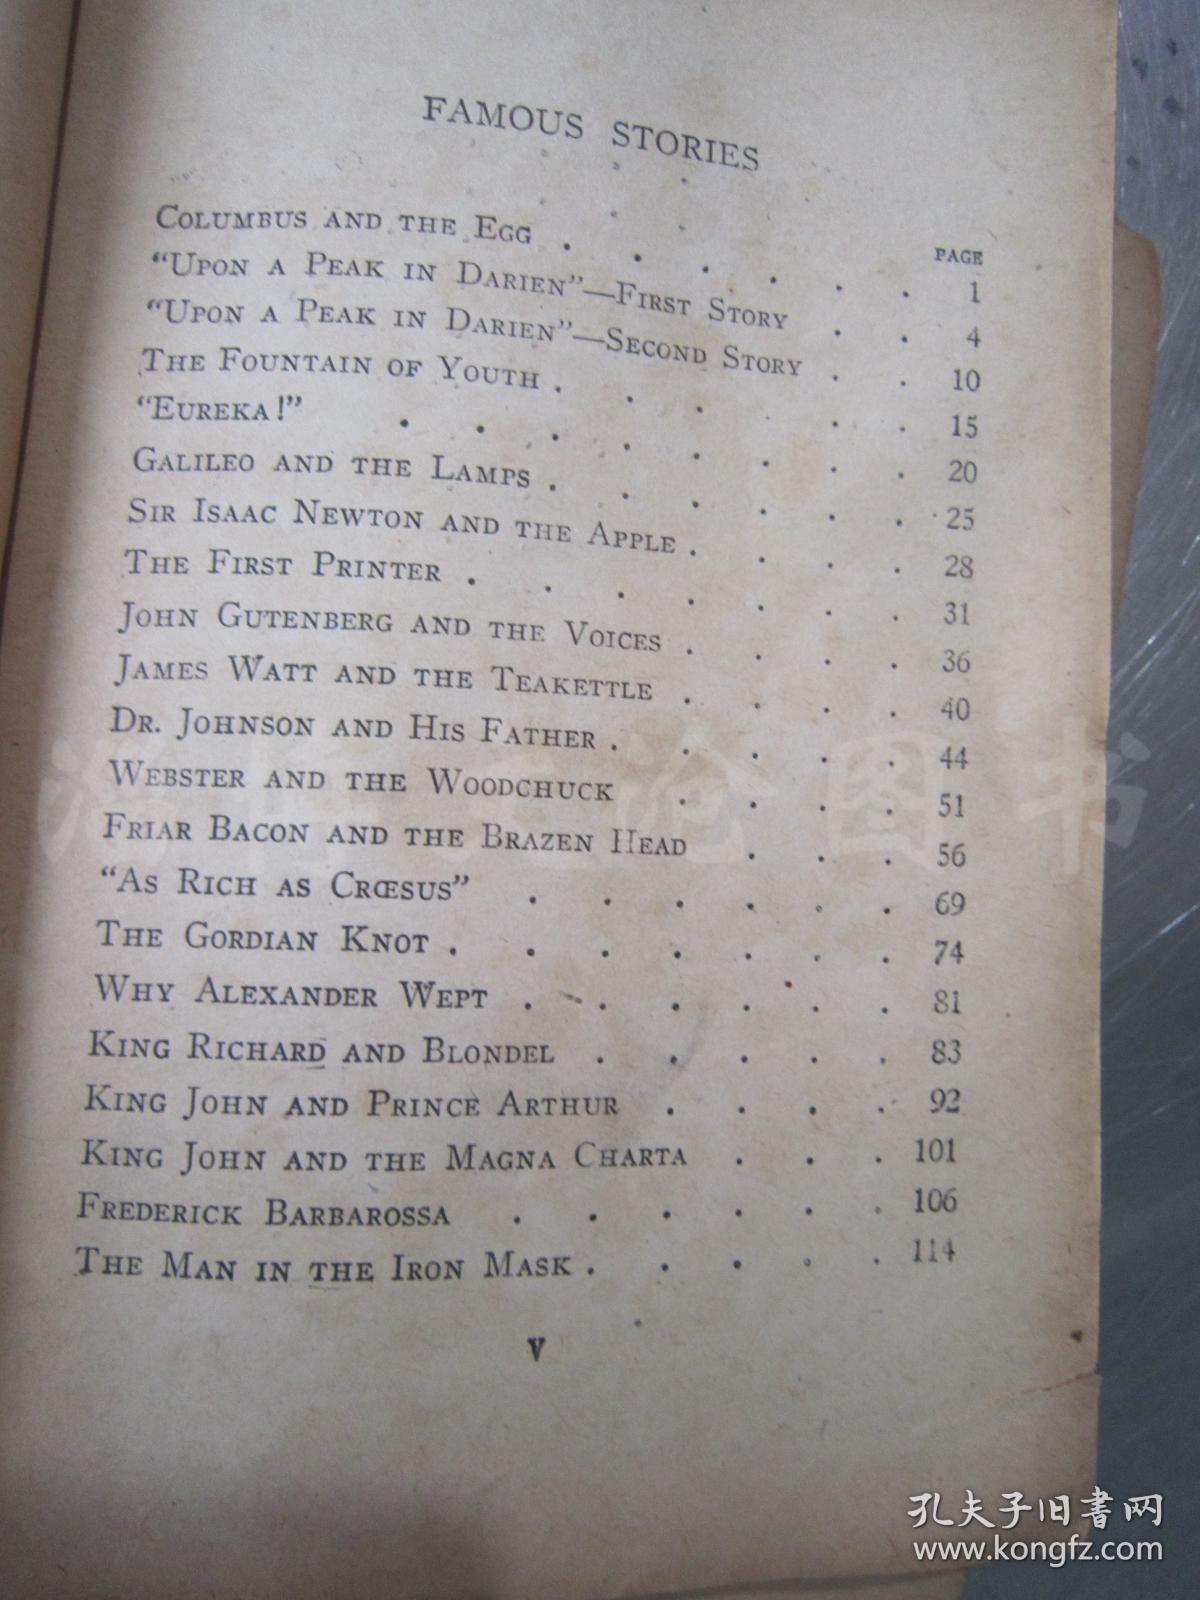 FAMOUS STORIES
PAGE
COLUMBUS AND THE EGG . . . . . . 1
"UPON A PEAK IN DARIEN"—FIRST STORY . . 4
"UPON A PEAK IN DARIEN"—SECOND STORY . . 10
THE FOUNTAIN OF YOUTH . . . . . 15
"EUREKA!" . . . . . . . . 20
GALILEO AND THE LAMPS . . . . . . 25
SIR ISAAC NEWTON AND THE APPLE . . . . 28
THE FIRST PRINTER . . . . . . . 31
JOHN GUTENBERG AND THE VOICES . . . . 36
JAMES WATT AND THE TEAKETTLE . . . . 40
DR. JOHNSON AND HIS FATHER . . . . . 44
WEBSTER AND THE WOODCHUCK . . . . 51
FRIAR BACON AND THE BRAZEN HEAD . . . 56
"AS RICH AS CRŒSUS" . . . . . . 69
THE GORDIAN KNOT . . . . . . . 74
WHY ALEXANDER WEPT . . . . . . 81
KING RICHARD AND BLONDEL . . . . . 83
KING JOHN AND PRINCE ARTHUR . . . . 92
KING JOHN AND THE MAGNA CHARTA . . . 101
FREDERICK BARBAROSSA . . . . . . 106
THE MAN IN THE IRON MASK . . . . . 114
V
孔夫子旧书网
www.kongfz.com